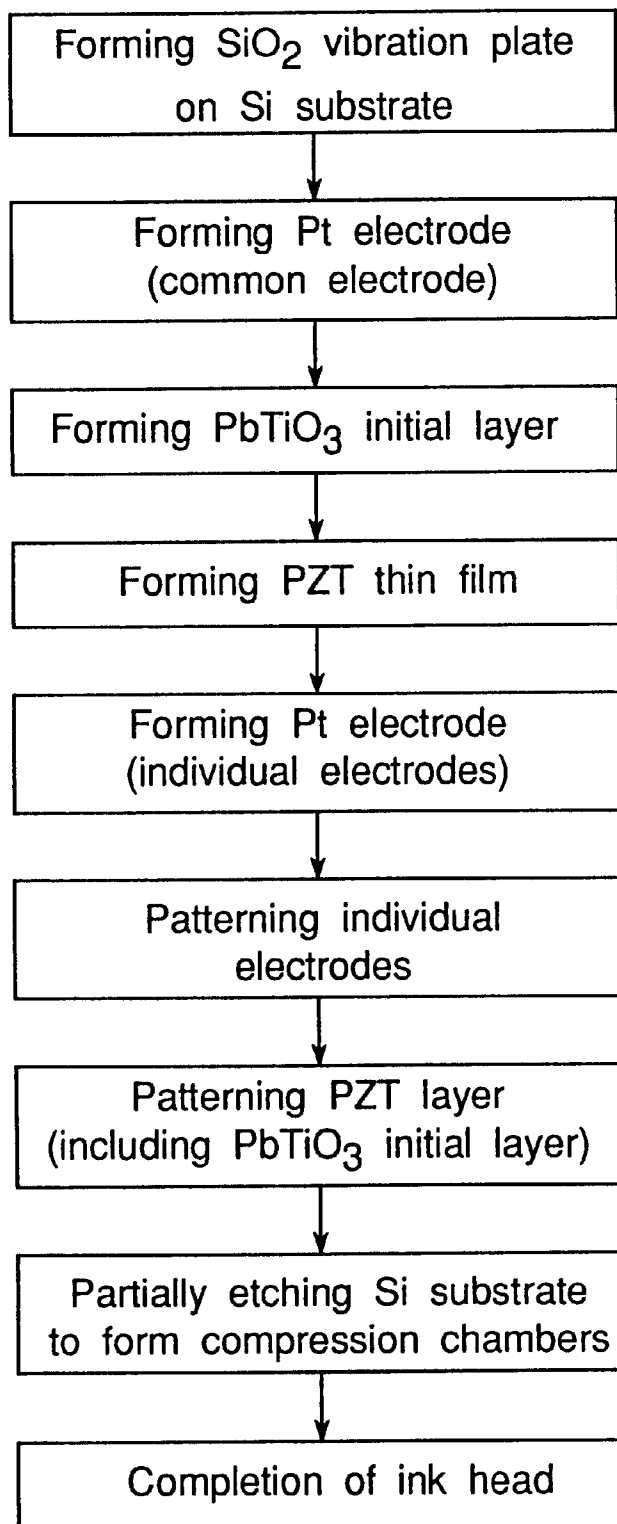 Forming SiO2 vibration plate
on Si substrate
Forming Pt electrode
(common electrode)
Forming PbTiO3 initial layer
Forming PZT thin film
Forming Pt electrode
(individual electrodes)
Patterning individual
electrodes
Patterning PZT layer
(including PbTiO3 initial layer)
Partially etching Si substrate
to form compression chambers
Completion of ink head